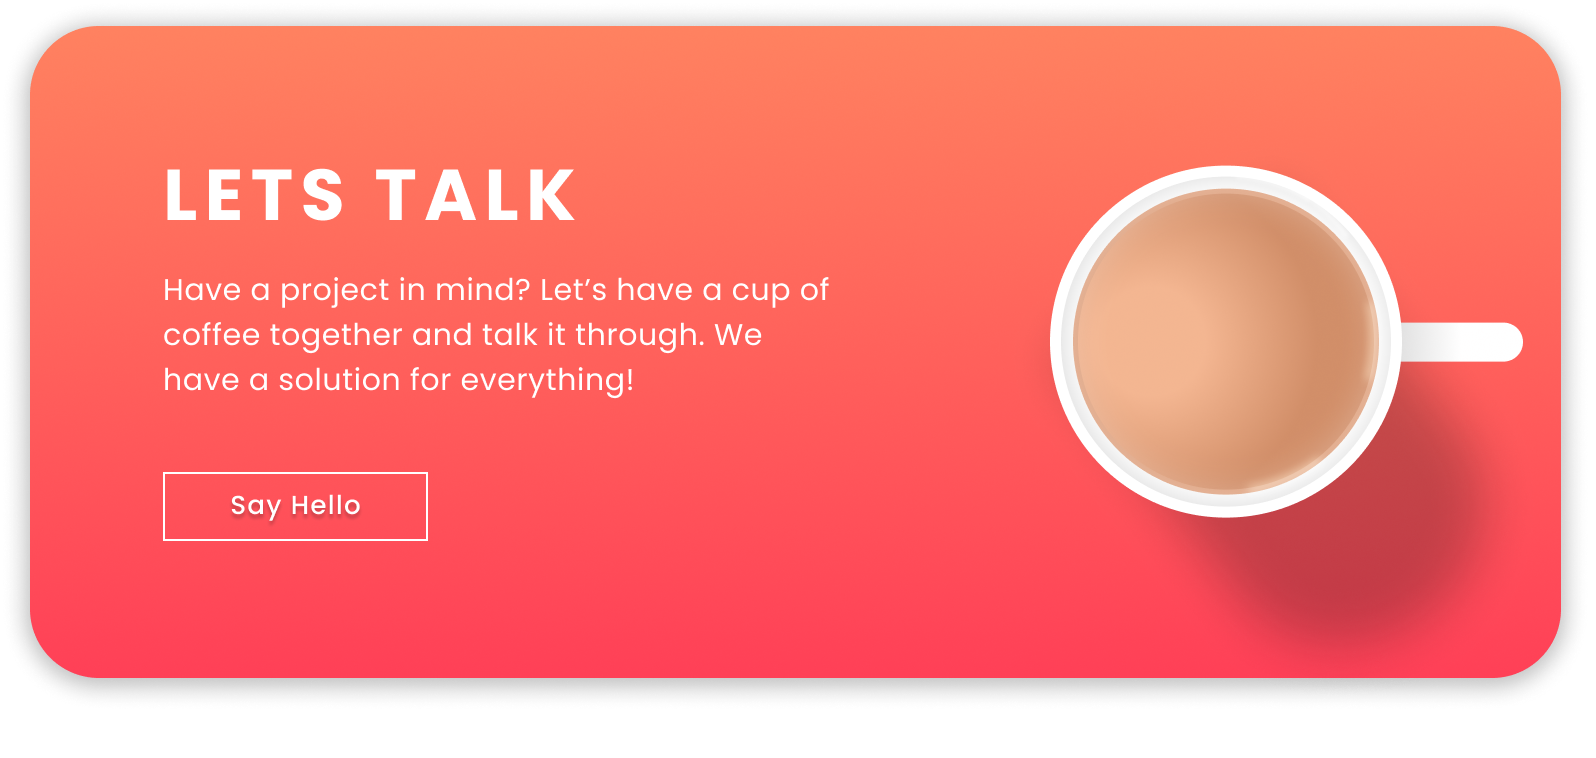 LETS TALK
Have a project in mind? Let’s have a cup of
coffee together and talk it through. We
have a solution for everything!
Say Hello